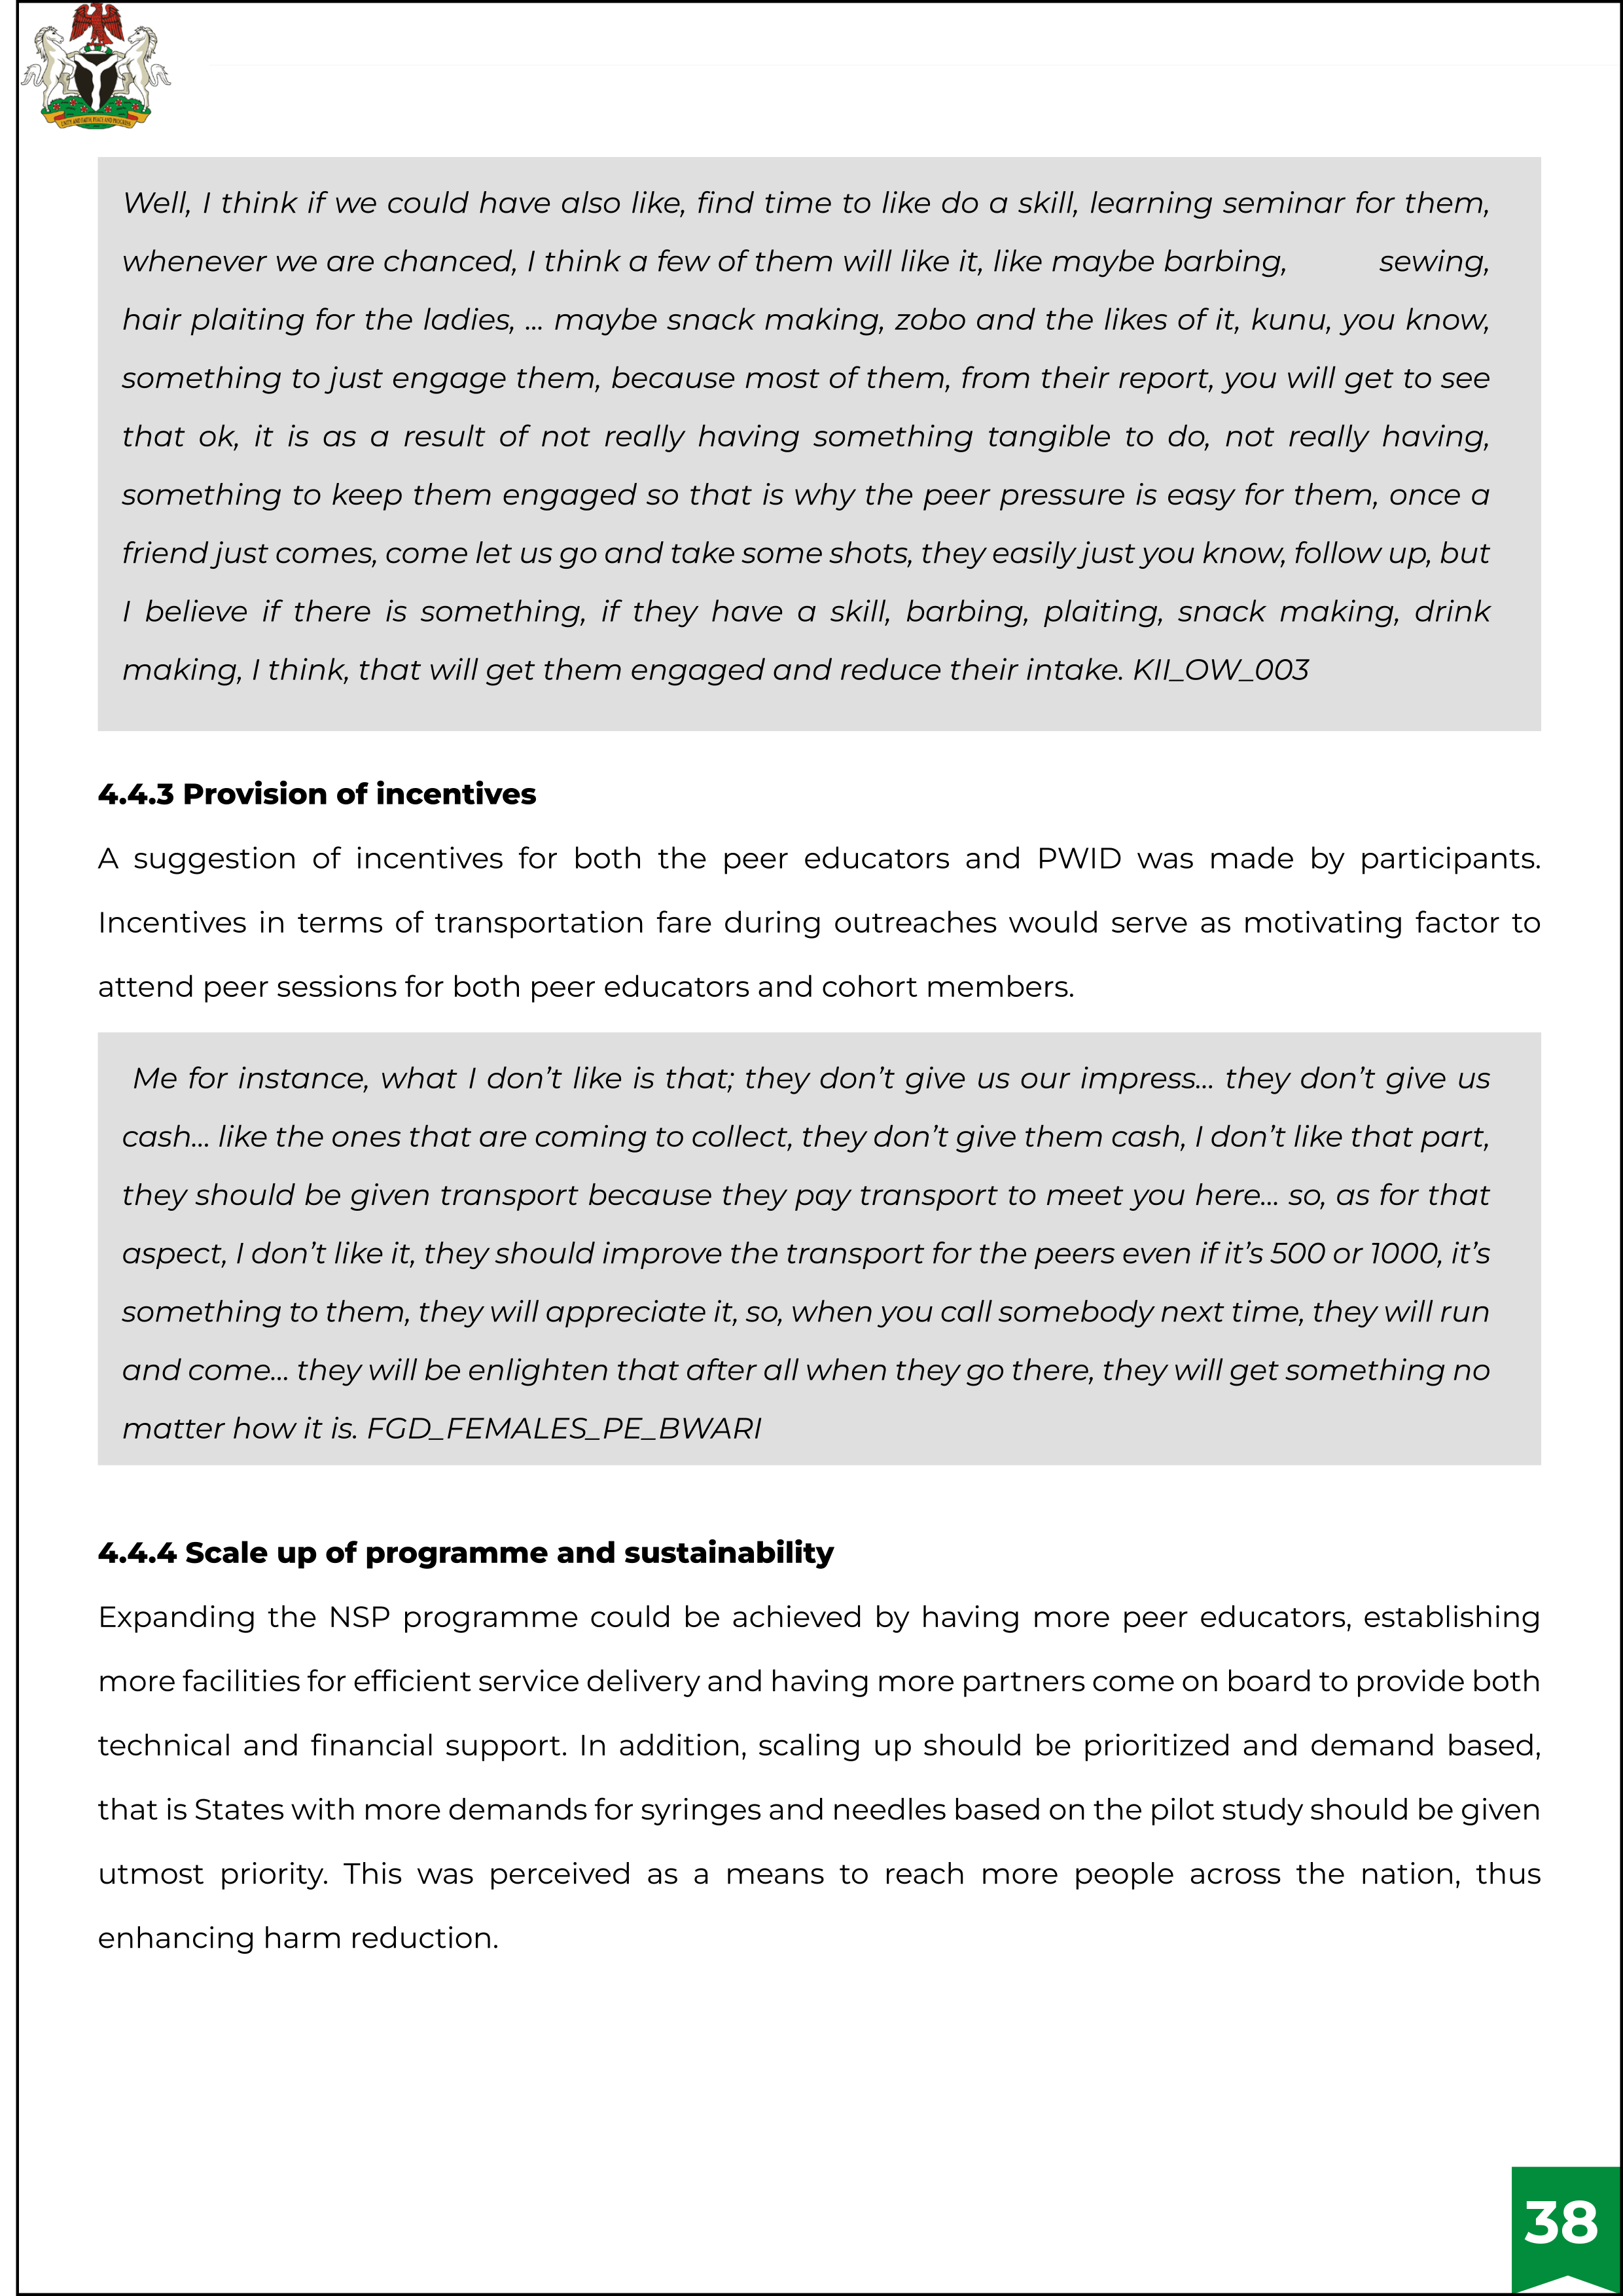 UNITY AND FAITH, PEACE AND PROGRESS
Well, I think if we could have also like, find time to like do a skill, learning seminar for them,
whenever we are chanced, I think a few of them will like it, like maybe barbing, sewing,
hair plaiting for the ladies, ... maybe snack making, zobo and the likes of it, kunu, you know,
something to just engage them, because most of them, from their report, you will get to see
that ok, it is as a result of not really having something tangible to do, not really having,
something to keep them engaged so that is why the peer pressure is easy for them, once a
friend just comes, come let us go and take some shots, they easily just you know, follow up, but
I believe if there is something, if they have a skill, barbing, plaiting, snack making, drink
making, I think, that will get them engaged and reduce their intake. KII_OW_003
4.4.3 Provision of incentives
A suggestion of incentives for both the peer educators and PWID was made by participants.
Incentives in terms of transportation fare during outreaches would serve as motivating factor to
attend peer sessions for both peer educators and cohort members.
Me for instance, what I don’t like is that; they don’t give us our impress... they don’t give us
cash... like the ones that are coming to collect, they don’t give them cash, I don’t like that part,
they should be given transport because they pay transport to meet you here... so, as for that
aspect, I don’t like it, they should improve the transport for the peers even if it’s 500 or 1000, it’s
something to them, they will appreciate it, so, when you call somebody next time, they will run
and come... they will be enlighten that after all when they go there, they will get something no
matter how it is. FGD_FEMALES_PE_BWARI
4.4.4 Scale up of programme and sustainability
Expanding the NSP programme could be achieved by having more peer educators, establishing
more facilities for efficient service delivery and having more partners come on board to provide both
technical and financial support. In addition, scaling up should be prioritized and demand based,
that is States with more demands for syringes and needles based on the pilot study should be given
utmost priority. This was perceived as a means to reach more people across the nation, thus
enhancing harm reduction.
38